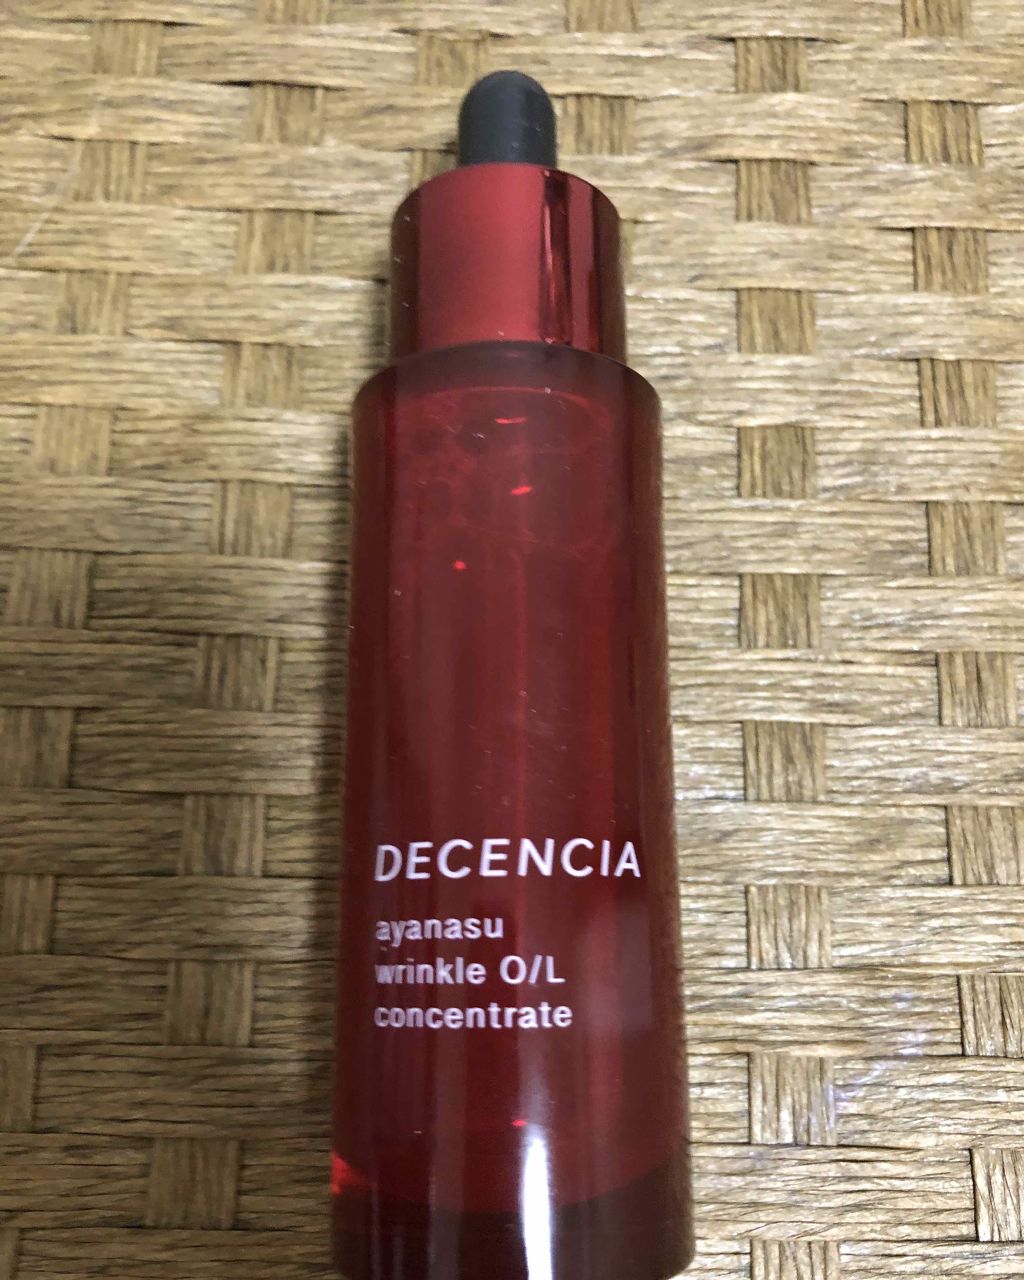 DECENCIA
ayanasu
wrinkle O/L
concentrate